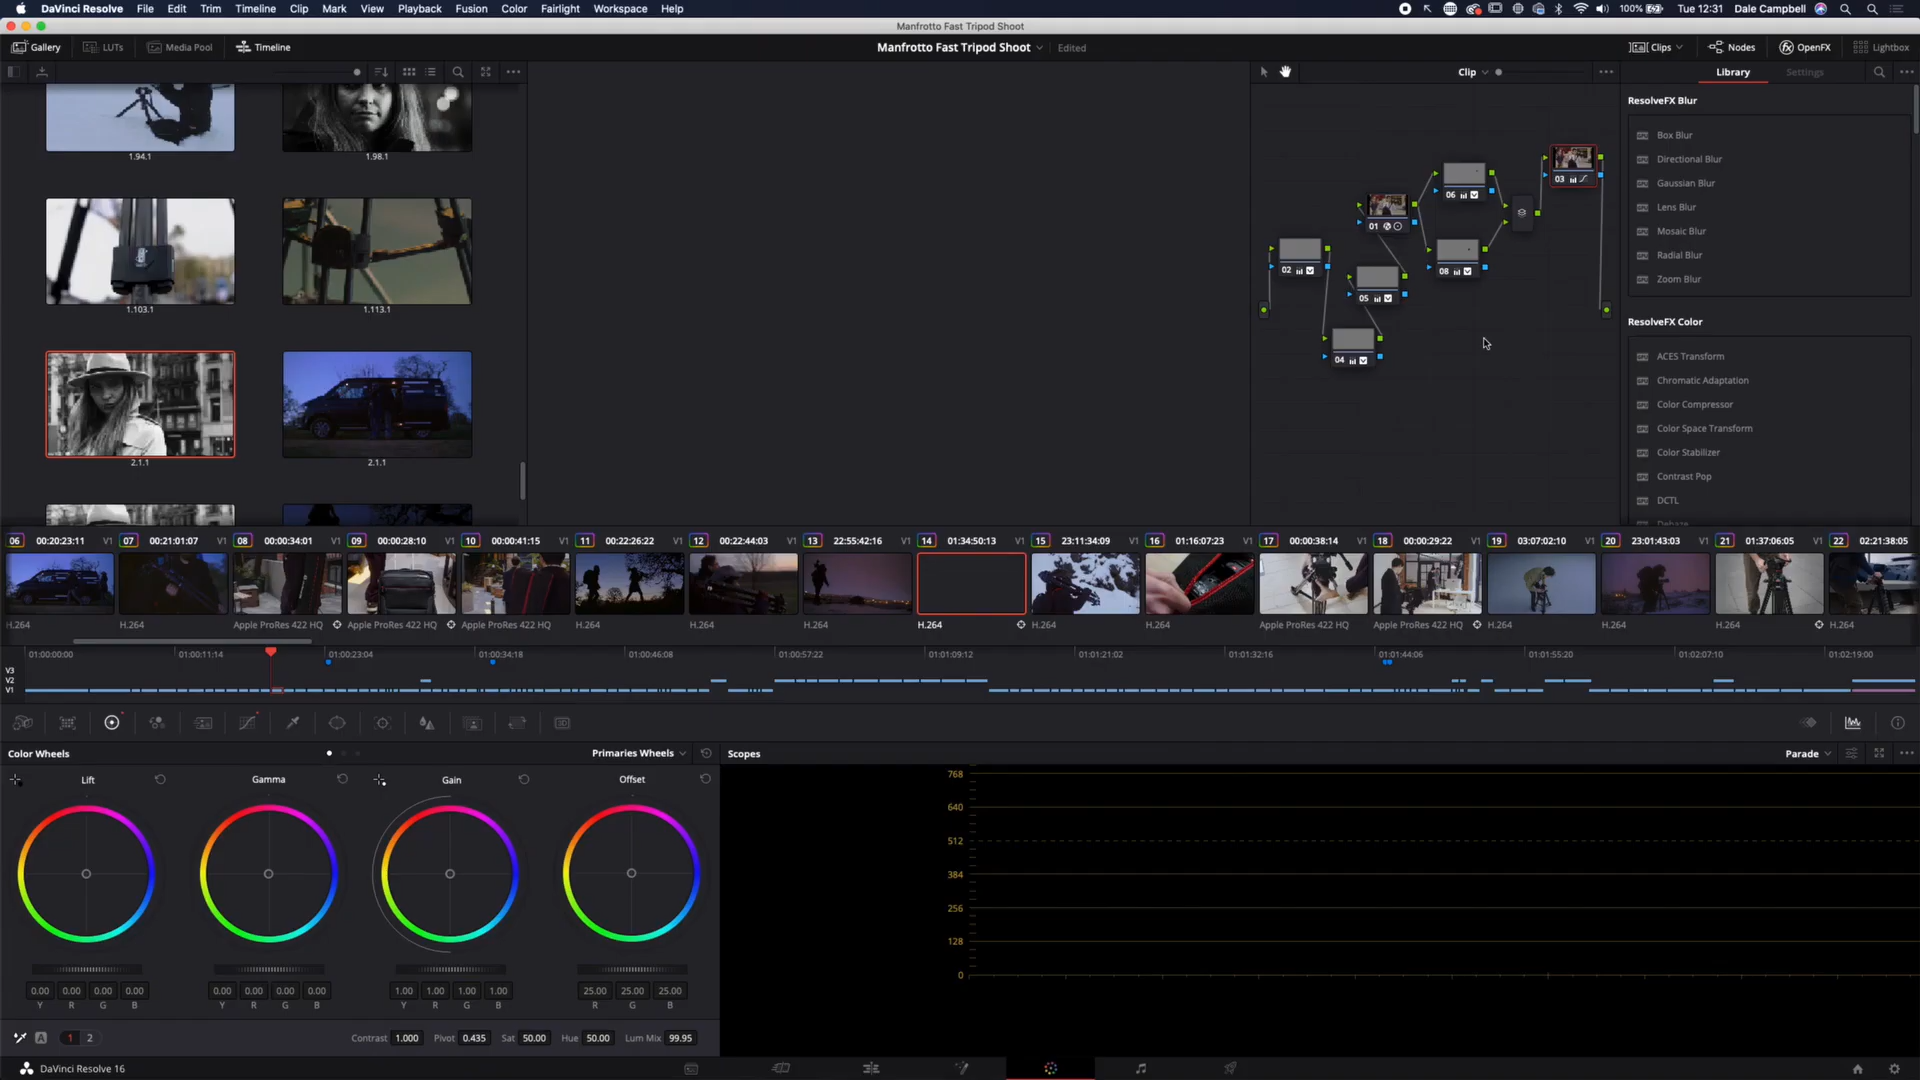 DaVinci Resolve File Edit Trim Timeline Clip Mark View Playback Fusion Color Fairlight Workspace Help 100% Tue 12:31 Dale Campbell
Manfrotto Fast Tripod Shoot
Gallery LUTs Media Pool Timeline Manfrotto Fast Tripod Shoot Edited Clips Nodes OpenFX Lightbox
Clip Library Settings
ResolveFX Blur
Box Blur
Directional Blur
Gaussian Blur
Lens Blur
Mosaic Blur
Radial Blur
Zoom Blur
ResolveFX Color
ACES Transform
Chromatic Adaptation
Color Compressor
Color Space Transform
Color Stabilizer
Contrast Pop
DCTL
1.94.1 1.98.1
1.103.1 1.113.1
2.1.1 2.1.1
06 03
01
02 08
05
04
06 00:20:23:11 V1 07 00:21:01:07 V1 08 00:00:34:01 V1 09 00:00:28:10 V1 10 00:00:41:15 V1 11 00:22:26:22 V1 12 00:22:44:03 V1 13 22:55:42:16 V1 14 01:34:50:13 V1 15 23:11:34:09 V1 16 01:16:07:23 V1 17 00:00:38:14 V1 18 00:00:29:22 V1 19 03:07:02:10 V1 20 23:01:43:03 V1 21 01:37:06:05 V1 22 02:21:38:05
H.264 H.264 Apple ProRes 422 HQ Apple ProRes 422 HQ Apple ProRes 422 HQ H.264 H.264 H.264 H.264 H.264 H.264 Apple ProRes 422 HQ Apple ProRes 422 HQ H.264 H.264 H.264 H.264
01:00:00:00 01:00:11:14 01:00:23:04 01:00:34:18 01:00:46:08 01:00:57:22 01:01:09:12 01:01:21:02 01:01:32:16 01:01:44:06 01:01:55:20 01:02:07:10 01:02:19:00
V3
V2
V1
Color Wheels Primaries Wheels Scopes Parade
Lift Gamma Gain Offset
768
640
512
384
256
128
0
0.00 0.00 0.00 0.00 0.00 0.00 0.00 0.00 1.00 1.00 1.00 1.00 25.00 25.00 25.00
Y R G B Y R G B Y R G B R G B
A 1 2 Contrast 1.000 Pivot 0.435 Sat 50.00 Hue 50.00 Lum Mix 99.95
DaVinci Resolve 16